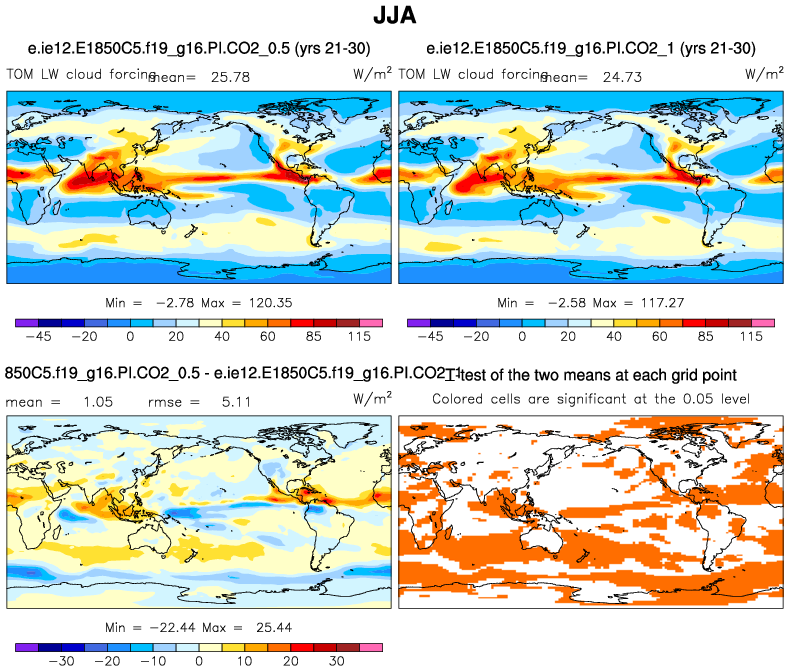 JJA
e.ie12.E1850C5.f19_g16.PI.CO2_0.5 (yrs 21-30)
e.ie12.E1850C5.f19_g16.PI.CO2_1 (yrs 21-30)
TOM LW cloud forcing mean= 25.78 W/m²
TOM LW cloud forcing mean= 24.73 W/m²
Min = -2.78 Max = 120.35
Min = -2.58 Max = 117.27
-45 -20 0 20 40 60 85 115
-45 -20 0 20 40 60 85 115
850C5.f19_g16.PI.CO2_0.5 - e.ie12.E1850C5.f19_g16.PI.CO2_1
T-test of the two means at each grid point
mean = 1.05 rmse = 5.11 W/m²
Colored cells are significant at the 0.05 level
Min = -22.44 Max = 25.44
-30 -20 -10 0 10 20 30